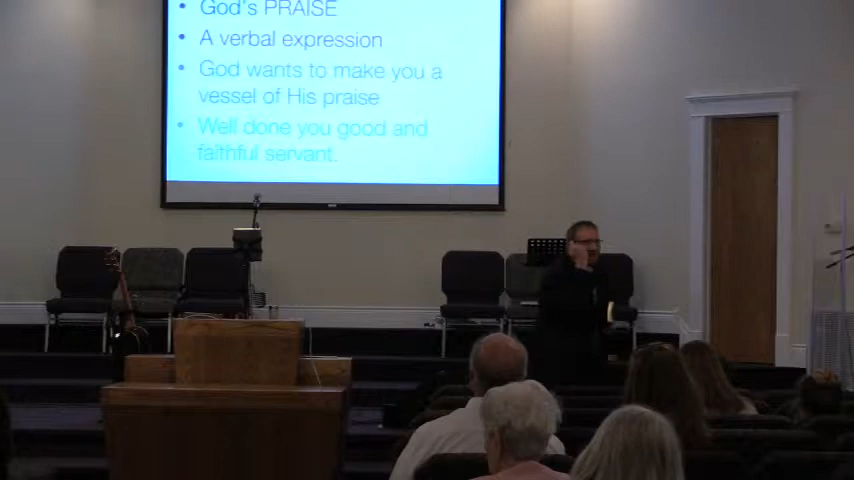 • God's PRAISE
• A verbal expression
• God wants to make you a
vessel of His praise
• Well done you good and
faithful servant.